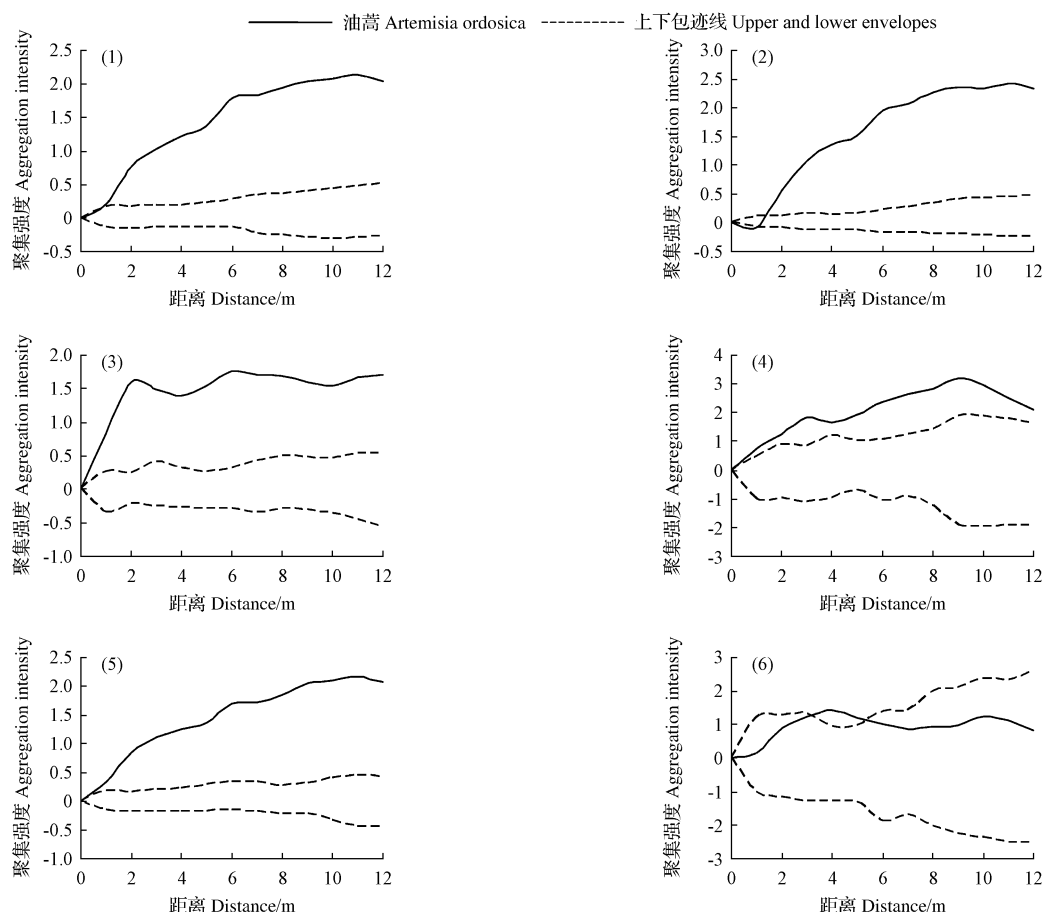 油蒿 Artemisia ordosica 上下包迹线 Upper and lower envelopes
(1)
聚集强度 Aggregation intensity
2.5
2.0
1.5
1.0
0.5
0
-0.5
0 2 4 6 8 10 12
距离 Distance/m
(2)
聚集强度 Aggregation intensity
3.0
2.5
2.0
1.5
1.0
0.5
0
-0.5
0 2 4 6 8 10 12
距离 Distance/m
(3)
聚集强度 Aggregation intensity
2.0
1.5
1.0
0.5
0
-0.5
-1.0
0 2 4 6 8 10 12
距离 Distance/m
(4)
聚集强度 Aggregation intensity
4
3
2
1
0
-1
-2
-3
0 2 4 6 8 10 12
距离 Distance/m
(5)
聚集强度 Aggregation intensity
2.5
2.0
1.5
1.0
0.5
0
-0.5
-1.0
0 2 4 6 8 10 12
距离 Distance/m
(6)
聚集强度 Aggregation intensity
3
2
1
0
-1
-2
-3
0 2 4 6 8 10 12
距离 Distance/m